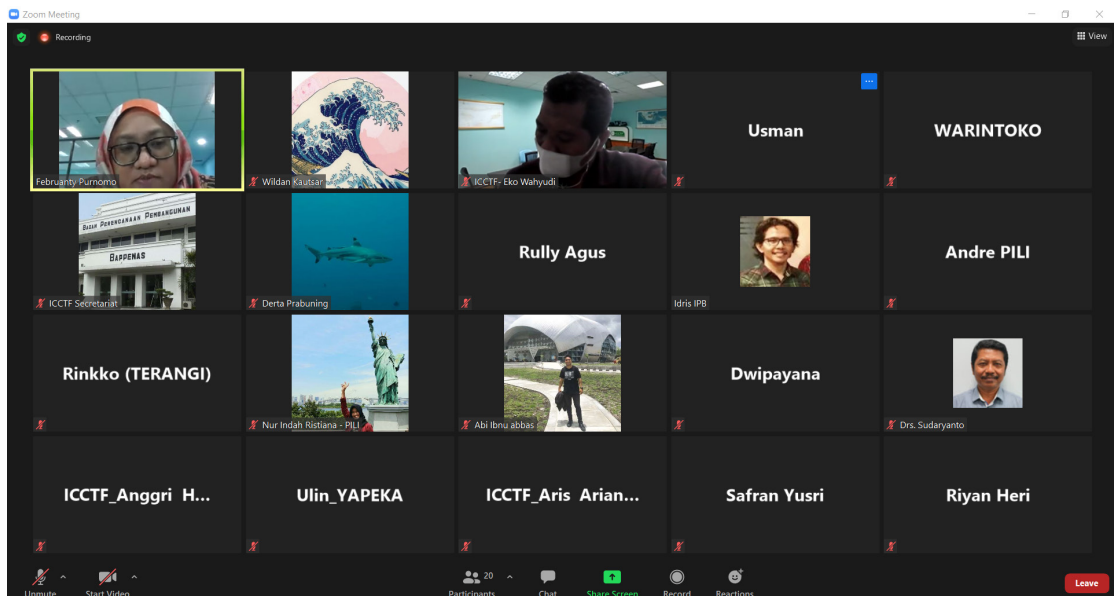 Zoom Meeting
Recording
View
Februanty Purnomo
Wildan Kautsar
ICCTF- Eko Wahyudi
Usman
WARINTOKO
BADAN PERENCANAAN PEMBANGUNAN
BAPPENAS
ICCTF Secretariat
Derta Prabuning
Rully Agus
Idris IPB
Andre PILI
Rinkko (TERANGI)
Nur Indah Ristiana - PILI
Abi Ibnu abbas
Dwipayana
Drs. Sudaryanto
ICCTF_Anggri H...
Ulin_YAPEKA
ICCTF_Aris Arian...
Safran Yusri
Riyan Heri
Unmute
Start Video
20
Participants
Chat
Share Screen
Record
Reactions
Leave